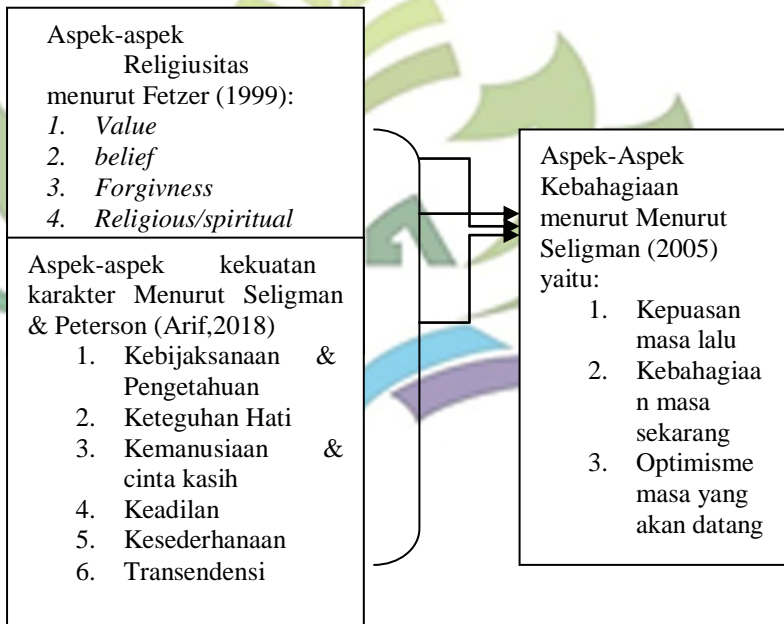 Aspek-aspek
Religiusitas
menurut Fetzer (1999):
1. Value
2. belief
3. Forgivness
4. Religious/spiritual
Aspek-aspek kekuatan
karakter Menurut Seligman
& Peterson (Arif,2018)
1. Kebijaksanaan &
Pengetahuan
2. Keteguhan Hati
3. Kemanusiaan &
cinta kasih
4. Keadilan
5. Kesederhanaan
6. Transendensi
Aspek-Aspek
Kebahagiaan
menurut Menurut
Seligman (2005)
yaitu:
1. Kepuasan
masa lalu
2. Kebahagiaa
n masa
sekarang
3. Optimisme
masa yang
akan datang